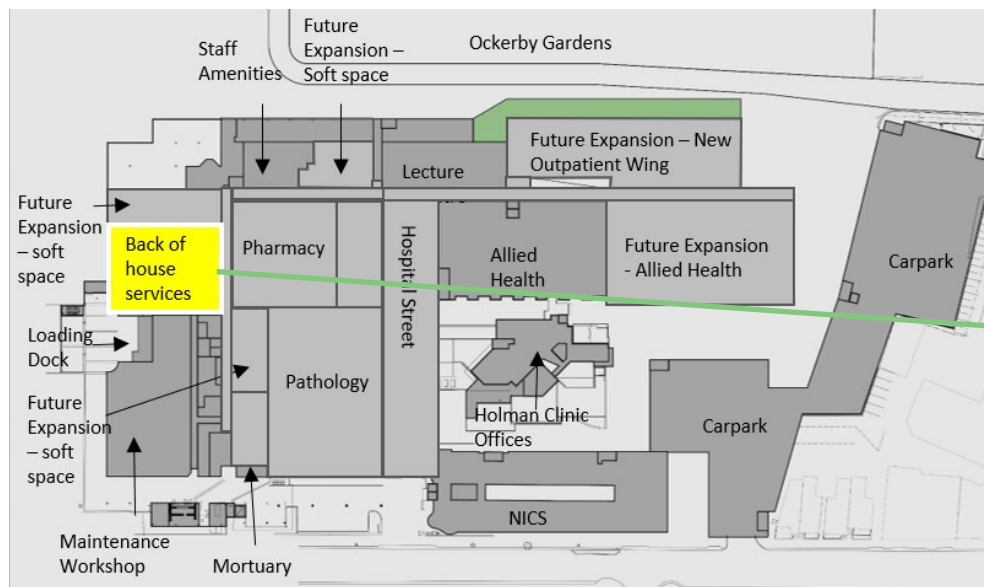 Future
Expansion –
Soft space
Ockerby Gardens
Staff
Amenities
Future Expansion – New
Outpatient Wing
Lecture
Future
Expansion
– soft
space
Back of
house
services
Pharmacy
Hospital Street
Allied
Health
Future Expansion
- Allied Health
Carpark
Loading
Dock
Pathology
Future
Expansion
– soft
space
Holman Clinic
Offices
Carpark
NICS
Maintenance
Workshop
Mortuary